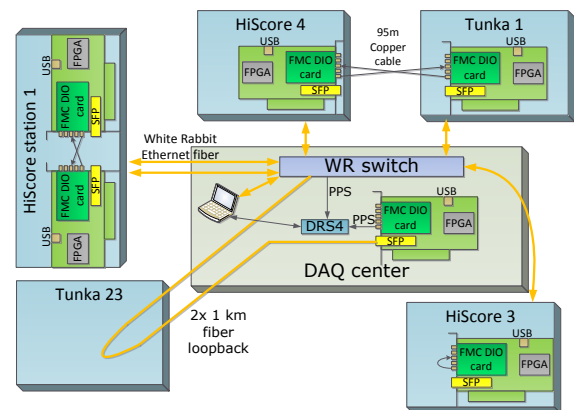 HiScore station 1
USB
FPGA
FMC DIO
card
SFP
FMC DIO
card
SFP
USB
FPGA
HiScore 4
USB
FPGA
FMC DIO
card
SFP
95m
Copper
cable
Tunka 1
USB
FMC DIO
card
FPGA
SFP
White Rabbit
Ethernet fiber
WR switch
PPS
DRS4
PPS
USB
FMC DIO
card
FPGA
SFP
DAQ center
Tunka 23
2x 1 km
fiber
loopback
HiScore 3
USB
FMC DIO
card
FPGA
SFP